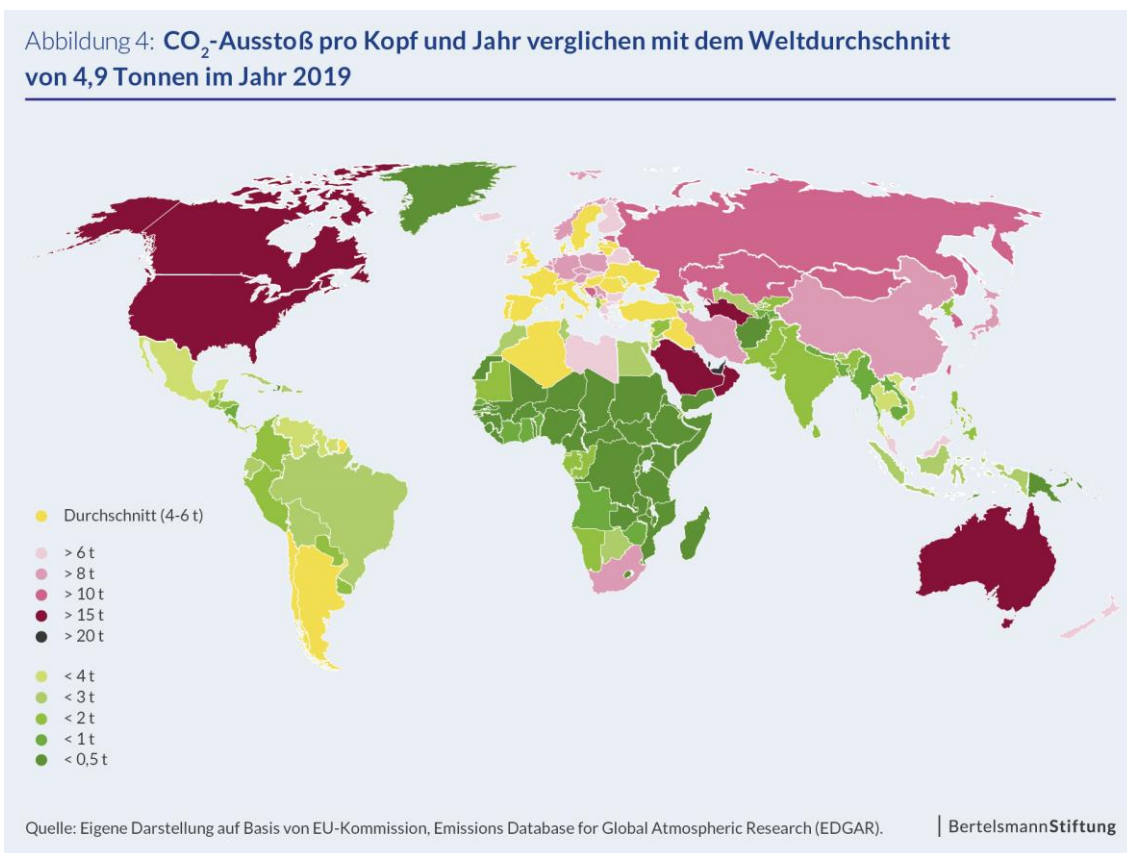 Abbildung 4: CO₂-Ausstoß pro Kopf und Jahr verglichen mit dem Weltdurchschnitt
von 4,9 Tonnen im Jahr 2019
Durchschnitt (4-6 t)
> 6 t
> 8 t
> 10 t
> 15 t
> 20 t
< 4 t
< 3 t
< 2 t
< 1 t
< 0,5 t
Quelle: Eigene Darstellung auf Basis von EU-Kommission, Emissions Database for Global Atmospheric Research (EDGAR).
BertelsmannStiftung